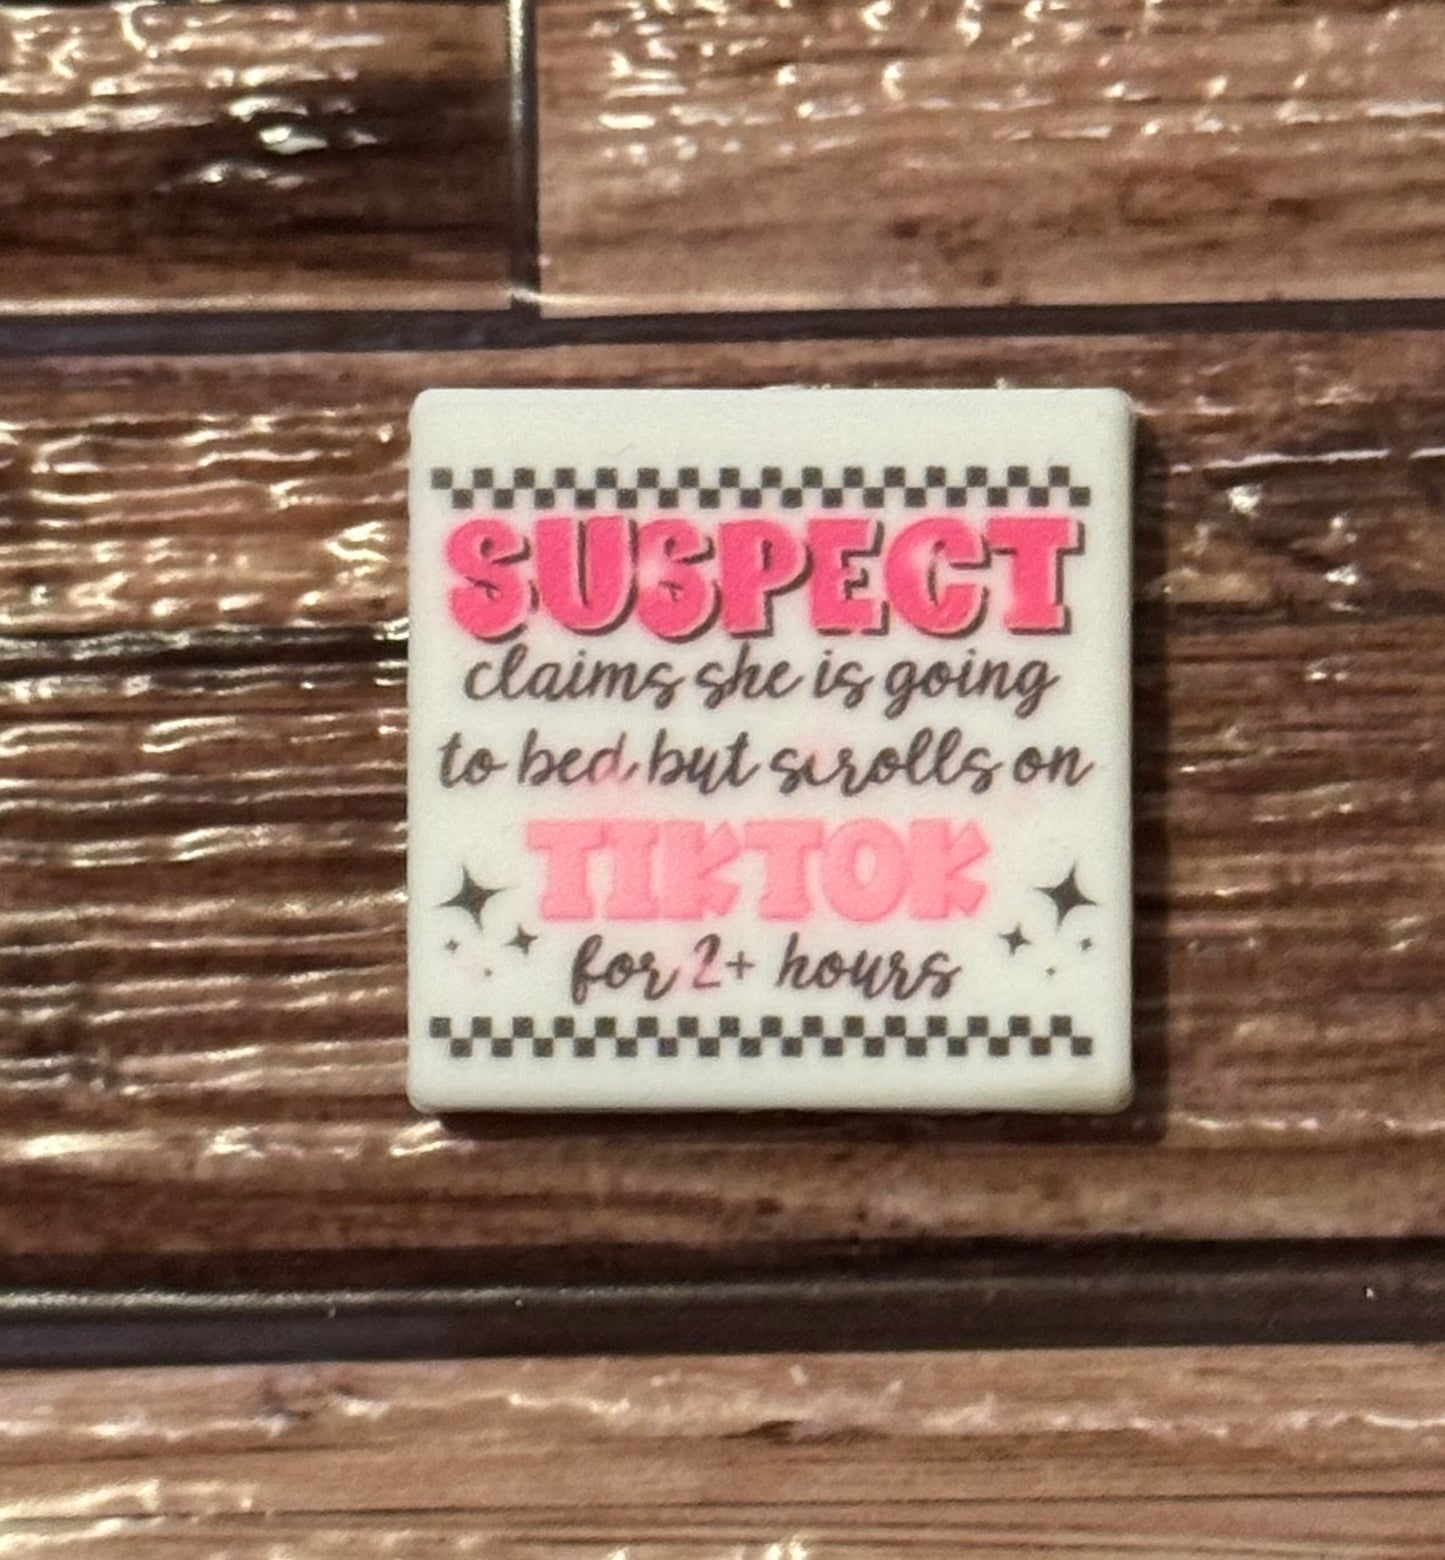 SUSPECT
claims she is going
to bed, but scrolls on
TIKTOK
for 2+ hours